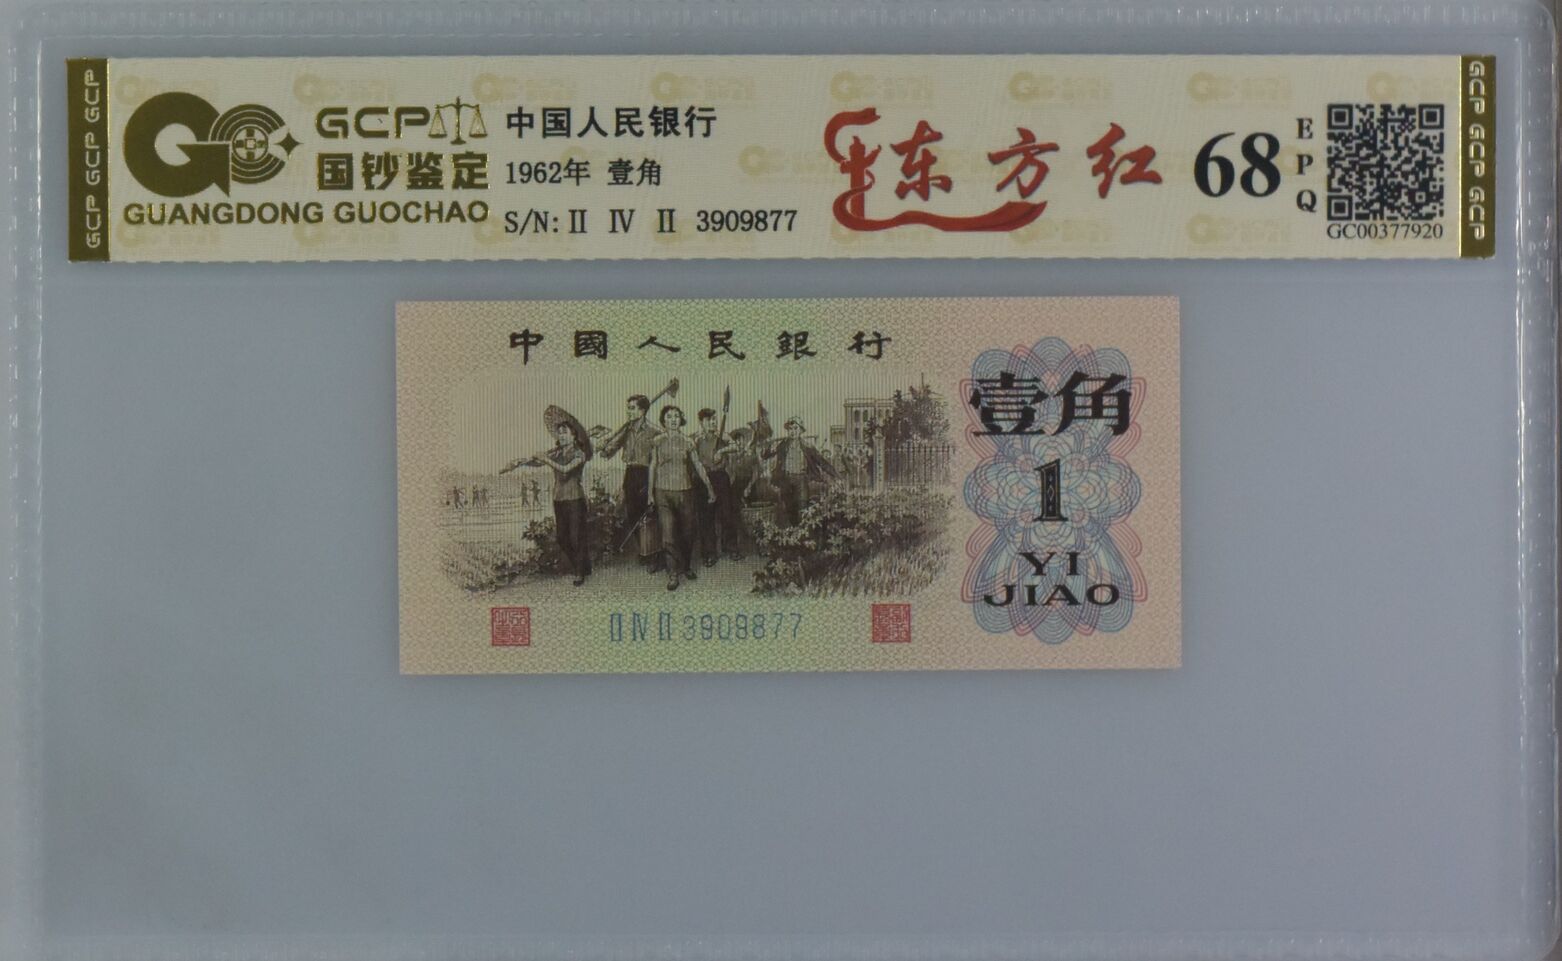 GCP GCP GCP
GCP
国钞鉴定
GUANGDONG GUOCHAO
中国人民银行
1962年 壹角
S/N: II IV II 3909877
东方红
68
EPQ
GC00377920
GCP GCP GCP
中國人民銀行
壹角
1
YI
JIAO
II IV II 3909877